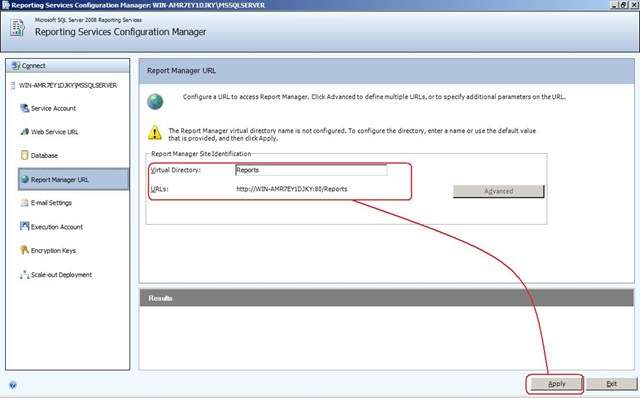 Reporting Services Configuration Manager: WIN-AMR7EY1DJKY\MSSQLSERVER
Microsoft SQL Server 2008 Reporting Services
Reporting Services Configuration Manager
Connect
WIN-AMR7EY1DJKY\MSSQLSERVER
Service Account
Web Service URL
Database
Report Manager URL
E-mail Settings
Execution Account
Encryption Keys
Scale-out Deployment
Report Manager URL
Configure a URL to access Report Manager. Click Advanced to define multiple URLs, or to specify additional parameters on the URL.
The Report Manager virtual directory name is not configured. To configure the directory, enter a name or use the default value
that is provided, and then click Apply.
Report Manager Site Identification
Virtual Directory: Reports
URLs: http://WIN-AMR7EY1DJKY:80/Reports
Advanced
Results
Apply Exit